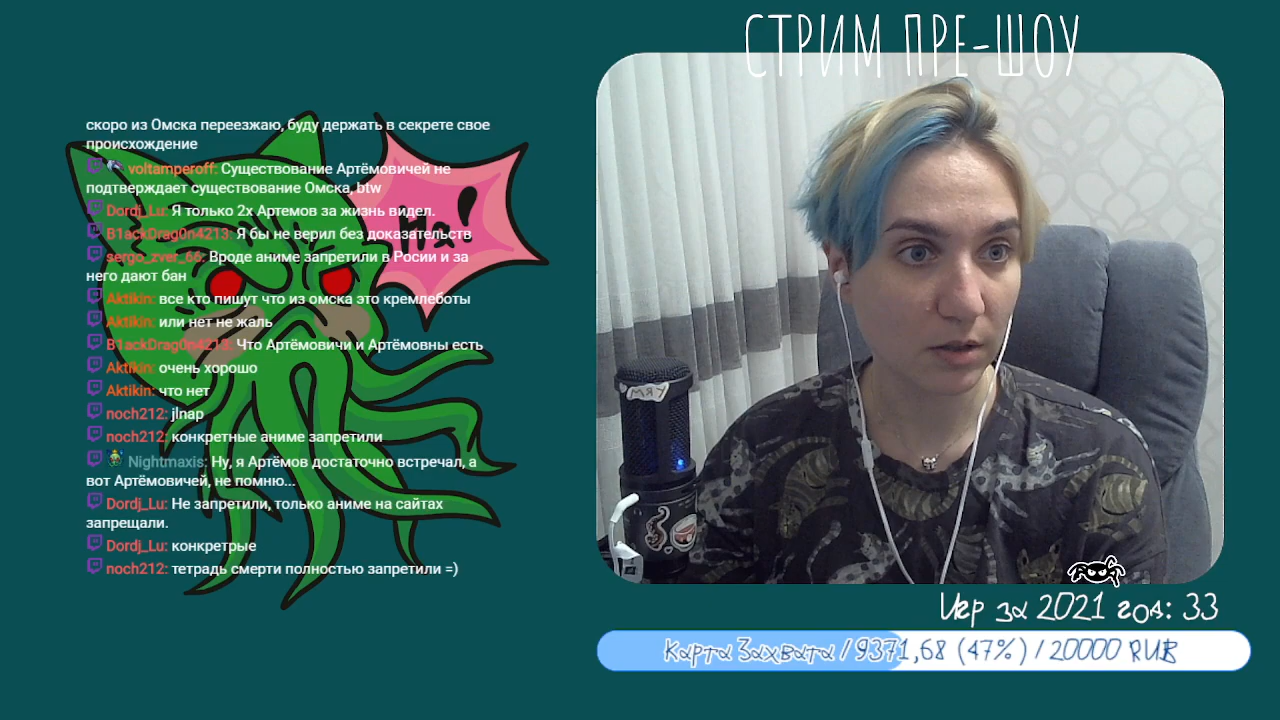 СТРИМ ПРЕ-ШОУ
скоро из Омска переезжаю, буду держать в секрете свое
происхождение
voltamperoff: Существование Артёмовичей не
подтверждает существование Омска, btw
Dordj_Lu: Я только 2х Артемов за жизнь видел.
B1ackDrag0n4213: Я бы не верил без доказательств
sergo_zver_66: Вроде аниме запретили в Росии и за
него дают бан
Aktikin: все кто пишут что из омска это кремлеботы
Aktikin: или нет не жаль
B1ackDrag0n4213: Что Артёмовичи и Артёмовны есть
Aktikin: очень хорошо
Aktikin: что нет
noch212: jlnap
noch212: конкретные аниме запретили
Nightmaxis: Ну, я Артёмов достаточно встречал, а
вот Артёмовичей, не помню...
Dordj_Lu: Не запретили, только аниме на сайтах
запрещали.
Dordj_Lu: конкретрые
noch212: тетрадь смерти полностью запретили =)
МЯУ
Игр за 2021 год: 33
Карта Захвата / 9371,68 (47%) / 20000 RUB